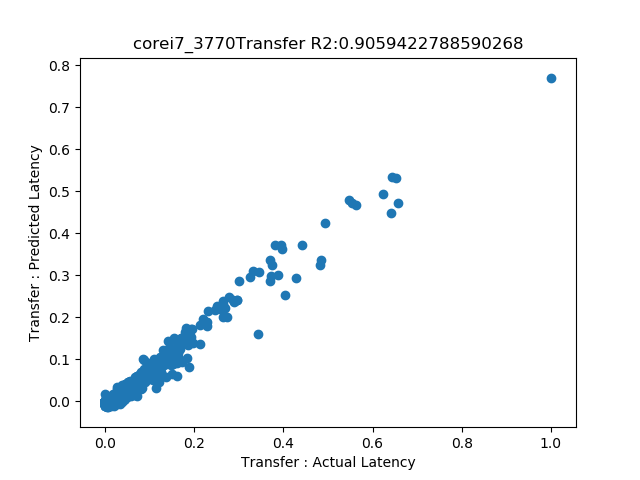 corei7_3770Transfer R2:0.9059422788590268
0.8
0.7
0.6
0.5
0.4
0.3
0.2
0.1
0.0
Transfer : Predicted Latency
0.0 0.2 0.4 0.6 0.8 1.0
Transfer : Actual Latency